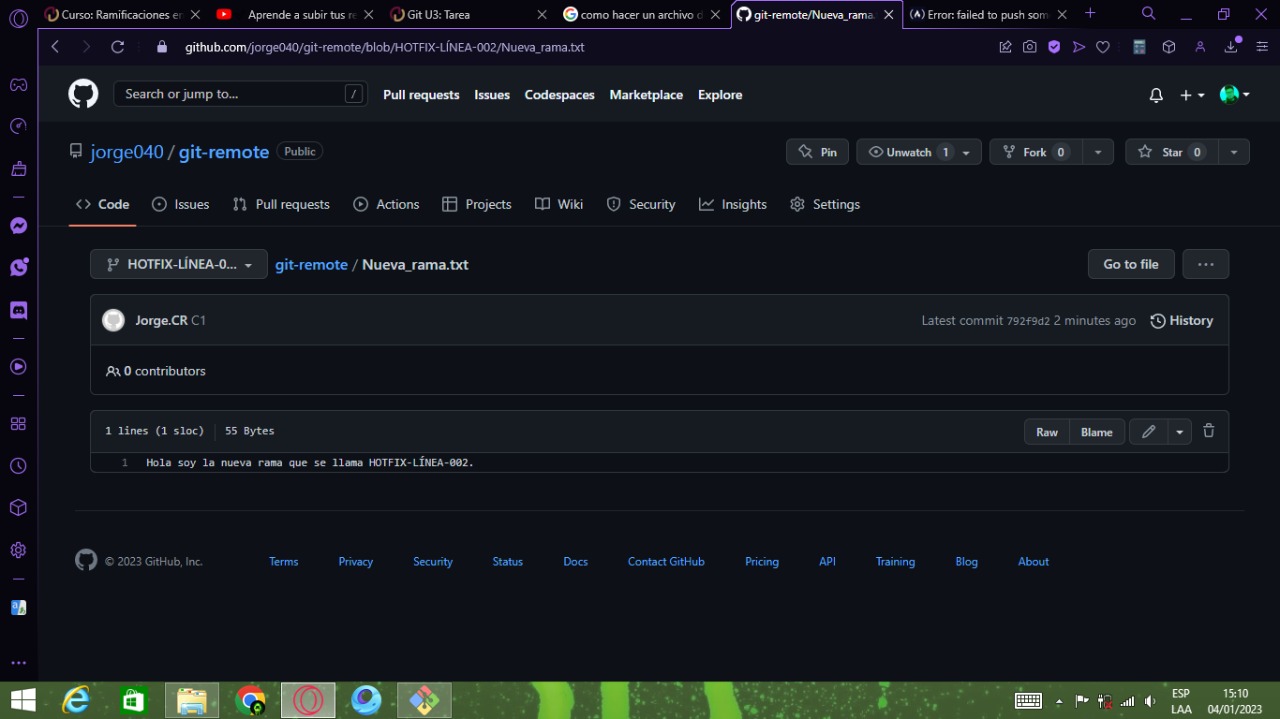 Curso: Ramificaciones en
Aprende a subir tus re
Git U3: Tarea
como hacer un archivo d
git-remote/Nueva_rama.
Error: failed to push som
github.com/jorge040/git-remote/blob/HOTFIX-LÍNEA-002/Nueva_rama.txt
Search or jump to...
/
Pull requests
Issues
Codespaces
Marketplace
Explore
jorge040 / git-remote
Public
Pin
Unwatch 1
Fork 0
Star 0
Code
Issues
Pull requests
Actions
Projects
Wiki
Security
Insights
Settings
HOTFIX-LÍNEA-0...
git-remote / Nueva_rama.txt
Go to file
Jorge.CR C1
Latest commit 792f9d2 2 minutes ago
History
0 contributors
1 lines (1 sloc)
55 Bytes
Raw
Blame
1 Hola soy la nueva rama que se llama HOTFIX-LÍNEA-002.
© 2023 GitHub, Inc.
Terms
Privacy
Security
Status
Docs
Contact GitHub
Pricing
API
Training
Blog
About
ESP
LAA
15:10
04/01/2023